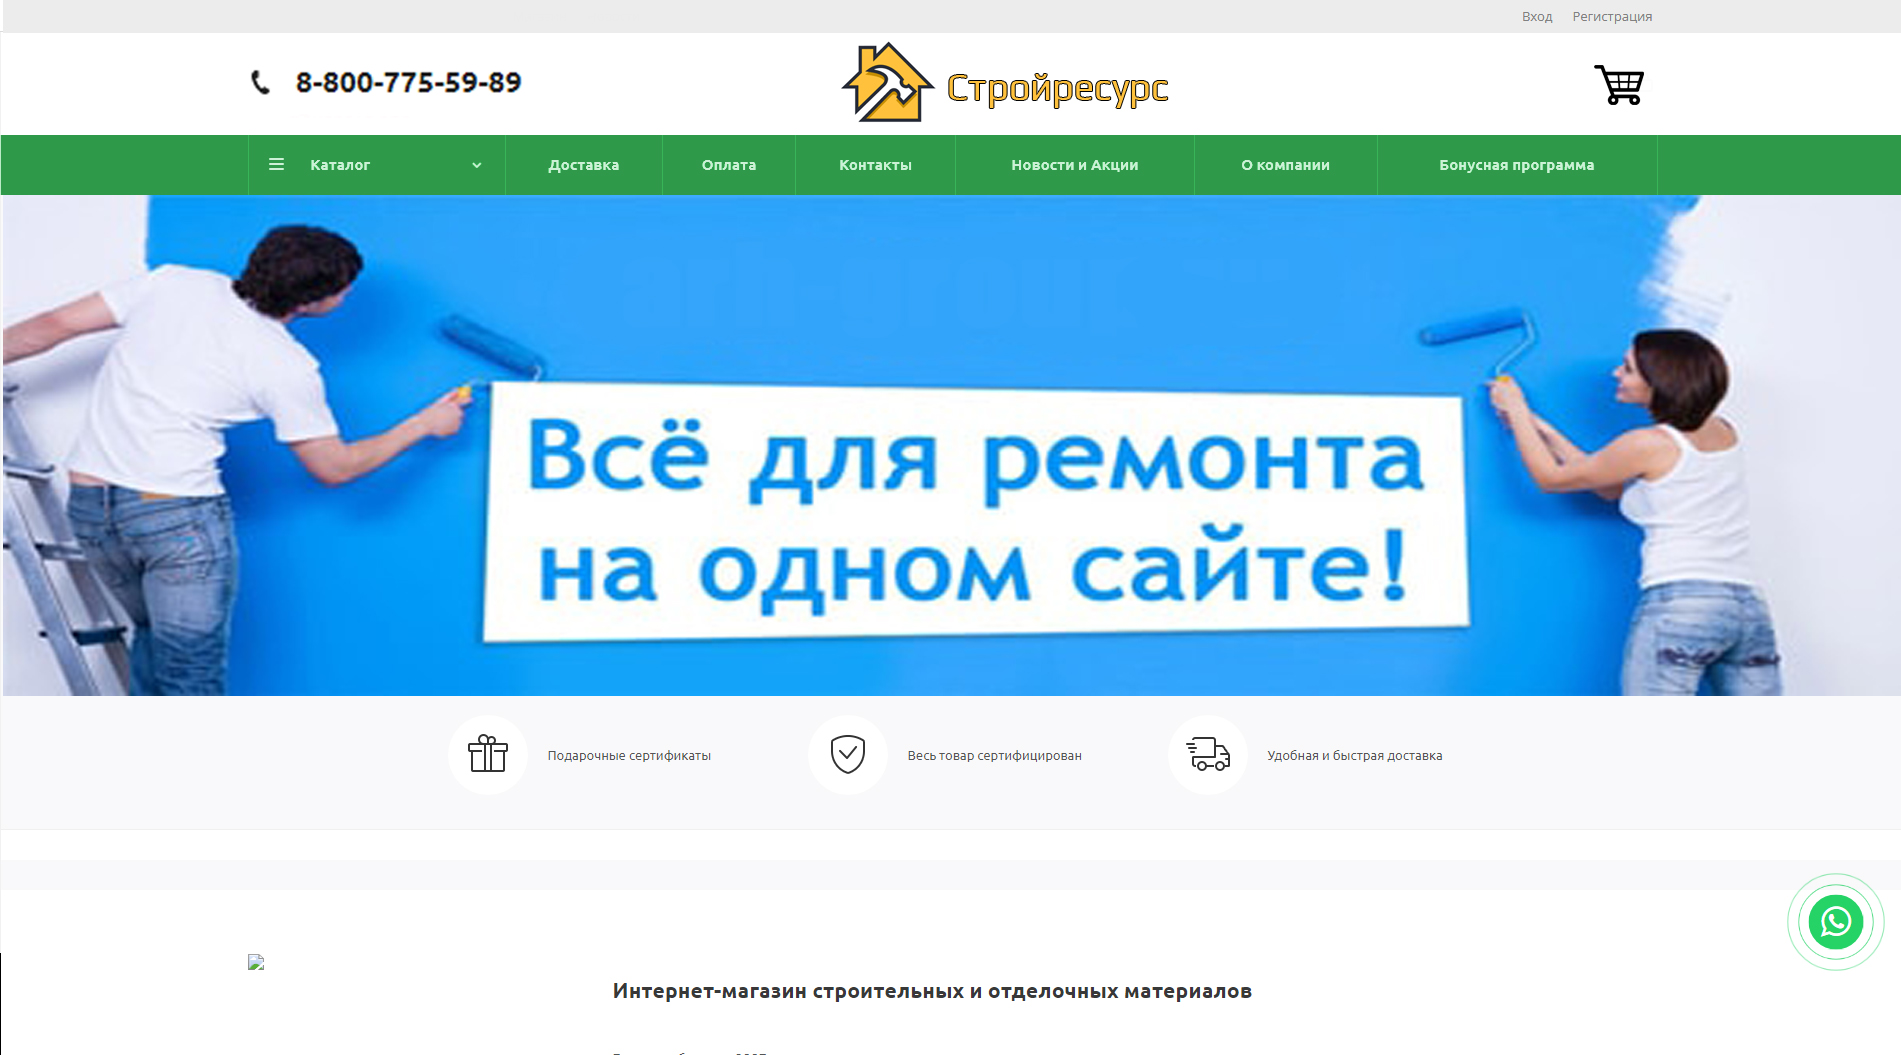 Вход Регистрация
8-800-775-59-89
Стройресурс
Каталог Доставка Оплата Контакты Новости и Акции О компании Бонусная программа
Всё для ремонта
на одном сайте!
Подарочные сертификаты Весь товар сертифицирован Удобная и быстрая доставка
Интернет-магазин строительных и отделочных материалов